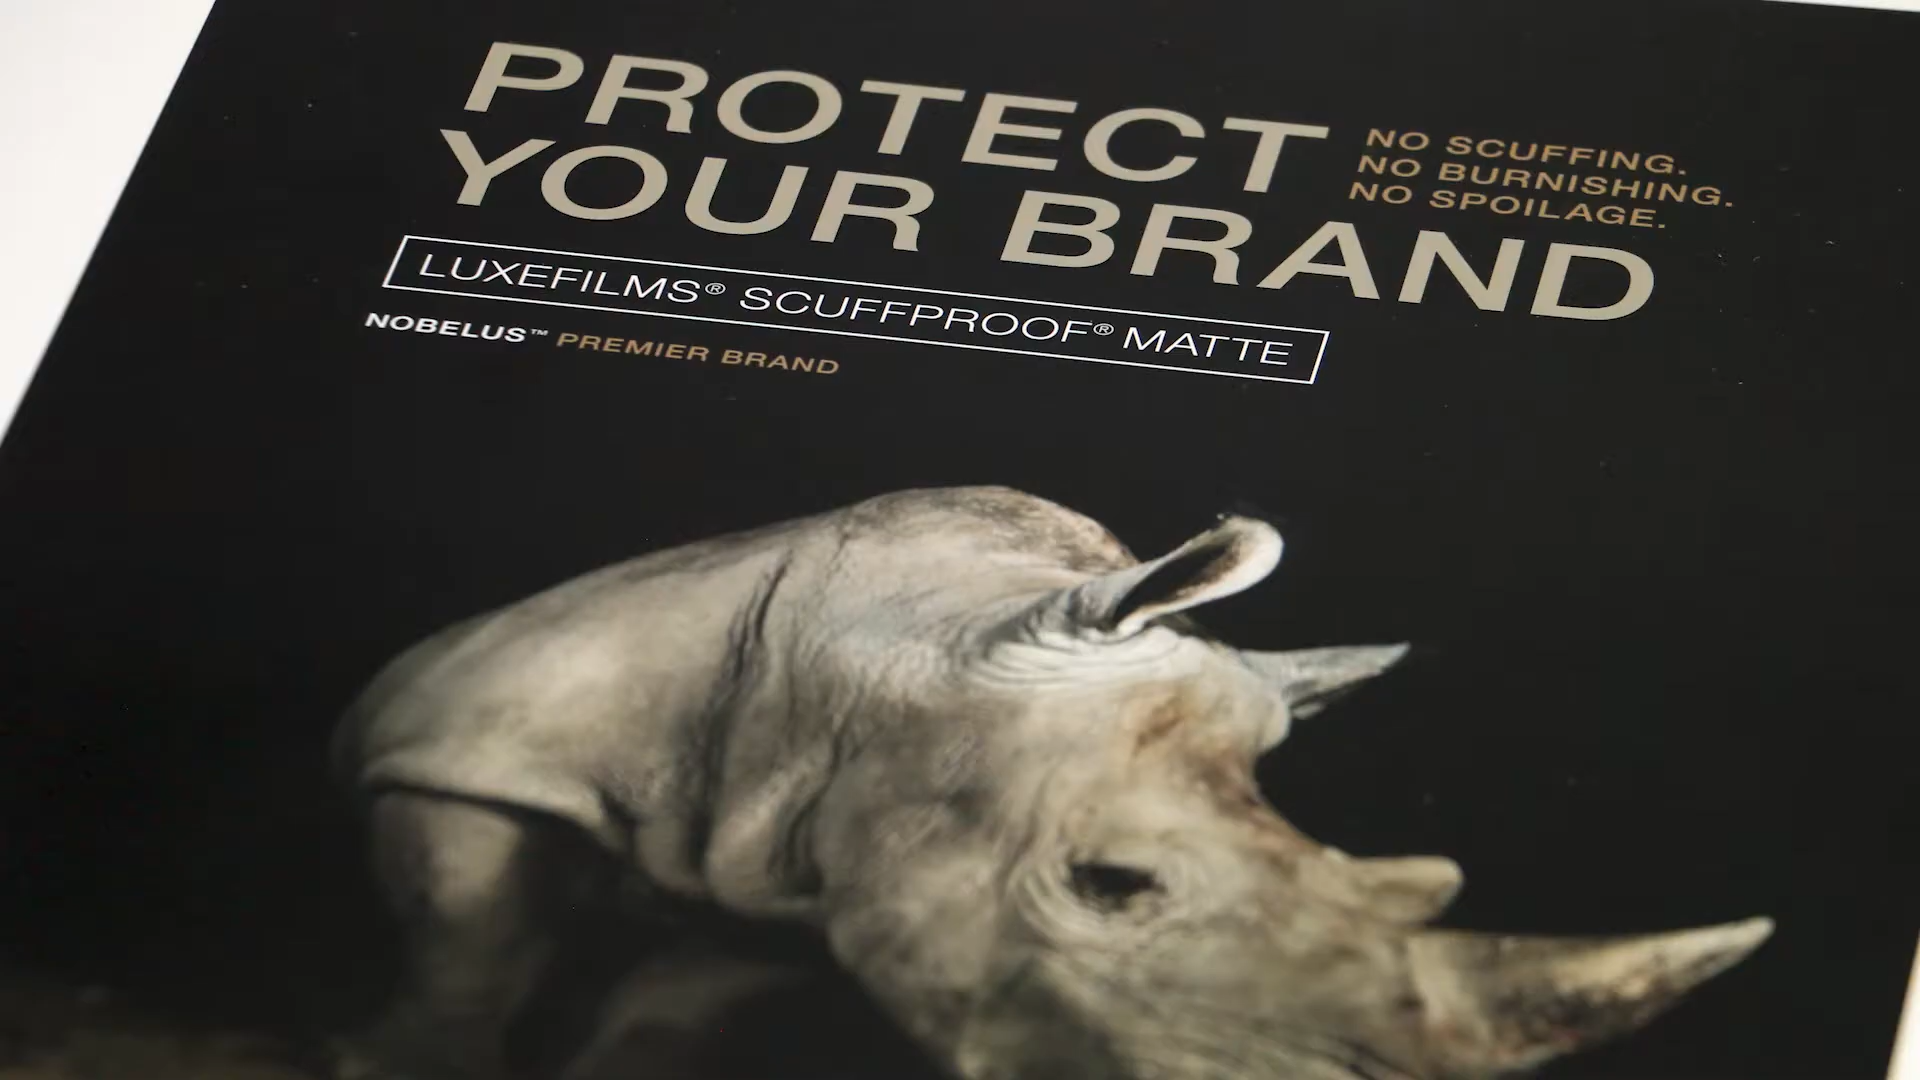 PROTECT
YOUR BRAND
NO SCUFFING.
NO BURNISHING.
NO SPOILAGE.
LUXEFILMS® SCUFFPROOF® MATTE
NOBELUS™ PREMIER BRAND